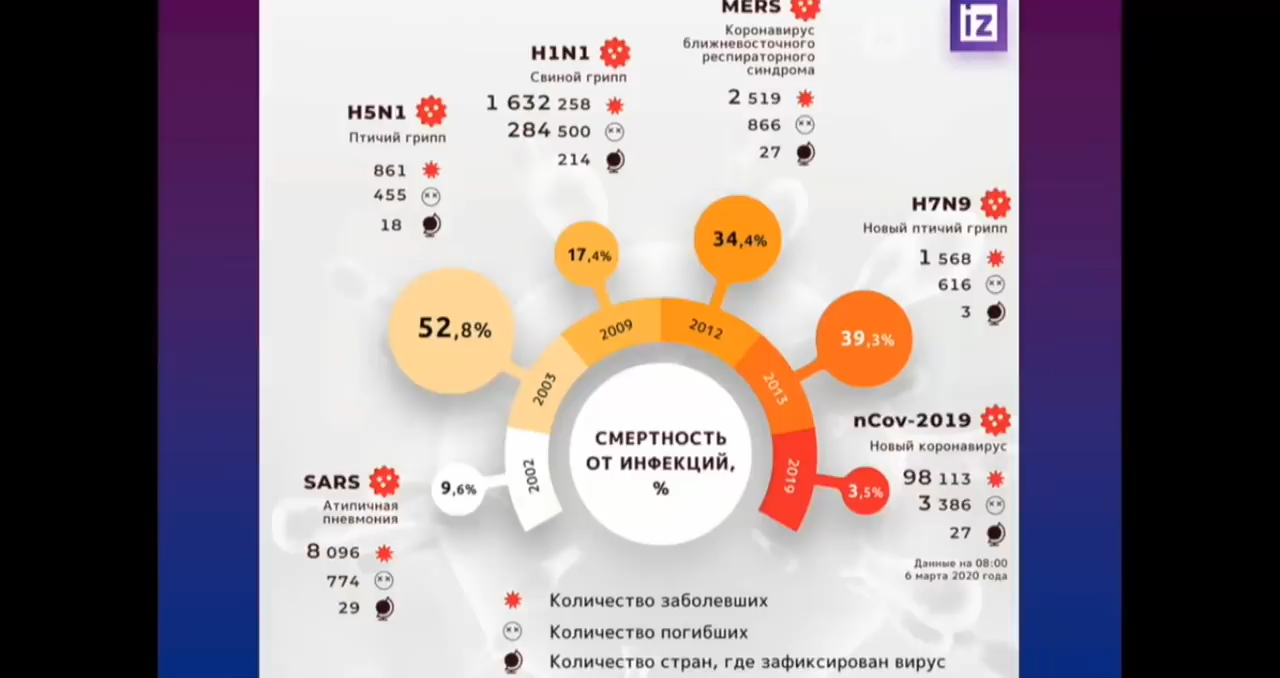 MERS
Коронавирус
ближневосточного
респираторного
синдрома
2 519
866
27
iz
H1N1
Свиной грипп
1 632 258
284 500
214
H5N1
Птичий грипп
861
455
18
H7N9
Новый птичий грипп
1 568
616
3
52,8%
17,4%
34,4%
39,3%
9,6%
3,5%
2002
2003
2009
2012
2013
2019
СМЕРТНОСТЬ
ОТ ИНФЕКЦИЙ,
%
nCov-2019
Новый коронавирус
98 113
3 386
27
Данные на 08:00
6 марта 2020 года
SARS
Атипичная
пневмония
8 096
774
29
Количество заболевших
Количество погибших
Количество стран, где зафиксирован вирус